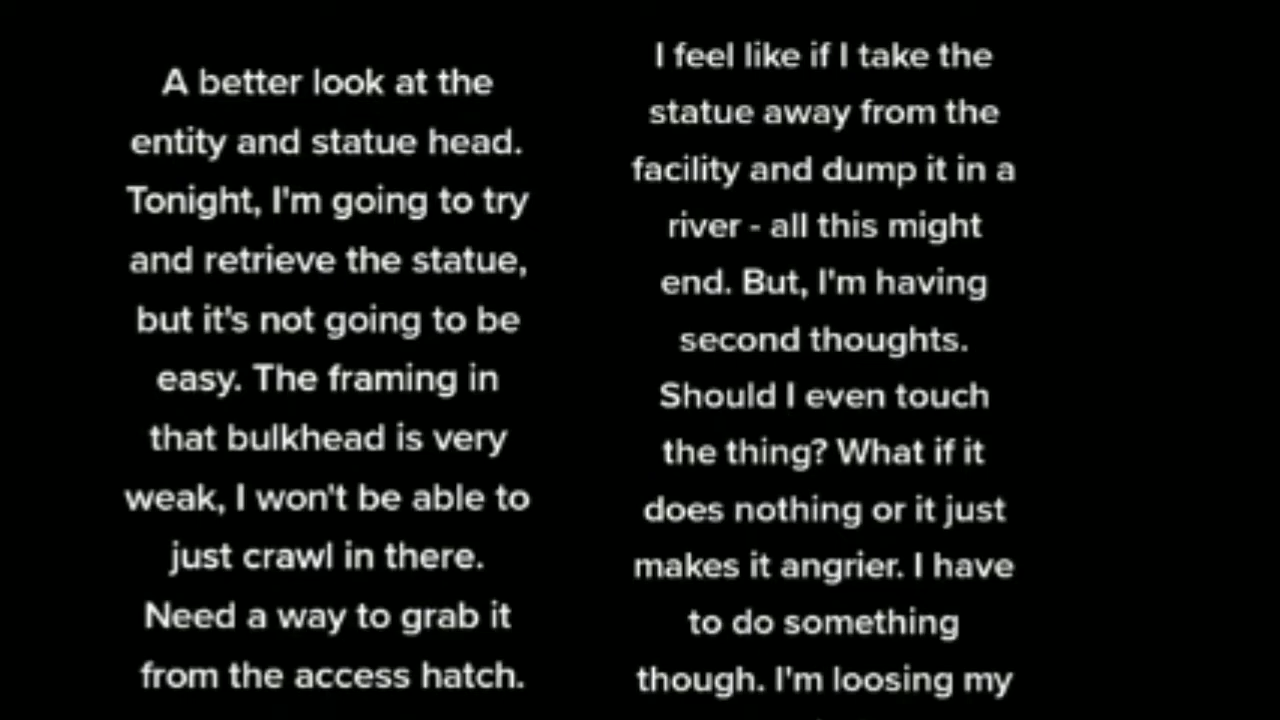 A better look at the
entity and statue head.
Tonight, I'm going to try
and retrieve the statue,
but it's not going to be
easy. The framing in
that bulkhead is very
weak, I won't be able to
just crawl in there.
Need a way to grab it
from the access hatch.
I feel like if I take the
statue away from the
facility and dump it in a
river - all this might
end. But, I'm having
second thoughts.
Should I even touch
the thing? What if it
does nothing or it just
makes it angrier. I have
to do something
though. I'm loosing my